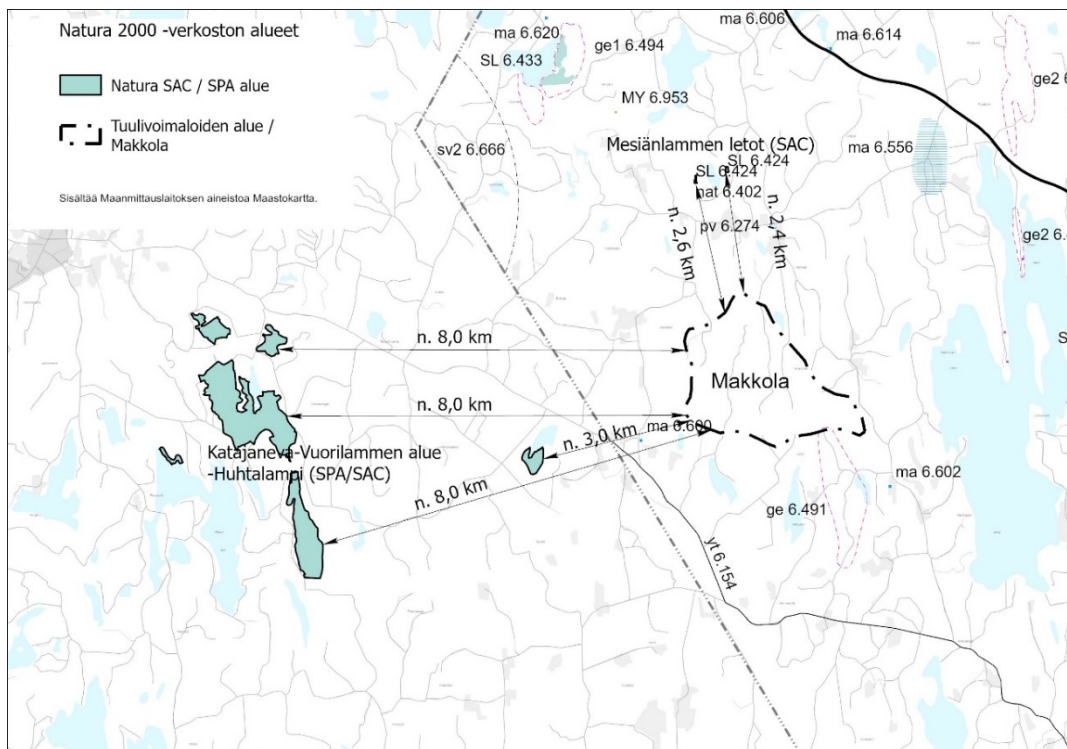 Natura 2000 -verkoston alueet
Natura SAC / SPA alue
Tuulivoimaloiden alue /
Makkola
Sisältää Maanmittauslaitoksen aineistoa Maastokartta.
ma 6.620
SL 6.433
ge1 6.494
MY 6.953
ma 6.606
ma 6.614
ge2 6
sv2 6.666
Mesiänlammen letot (SAC)
SL 6.424
SL 6.424
nat 6.402
pv 6.274
ma 6.556
ge2 6.
n. 2,6 km
n. 2,4 km
S
n. 8,0 km
Makkola
n. 8,0 km
ma 6.600
n. 3,0 km
Katajaneva-Vuorilammen alue
-Huhtalampi (SPA/SAC)
n. 8,0 km
ma 6.602
ge 6.491
yt 6.154